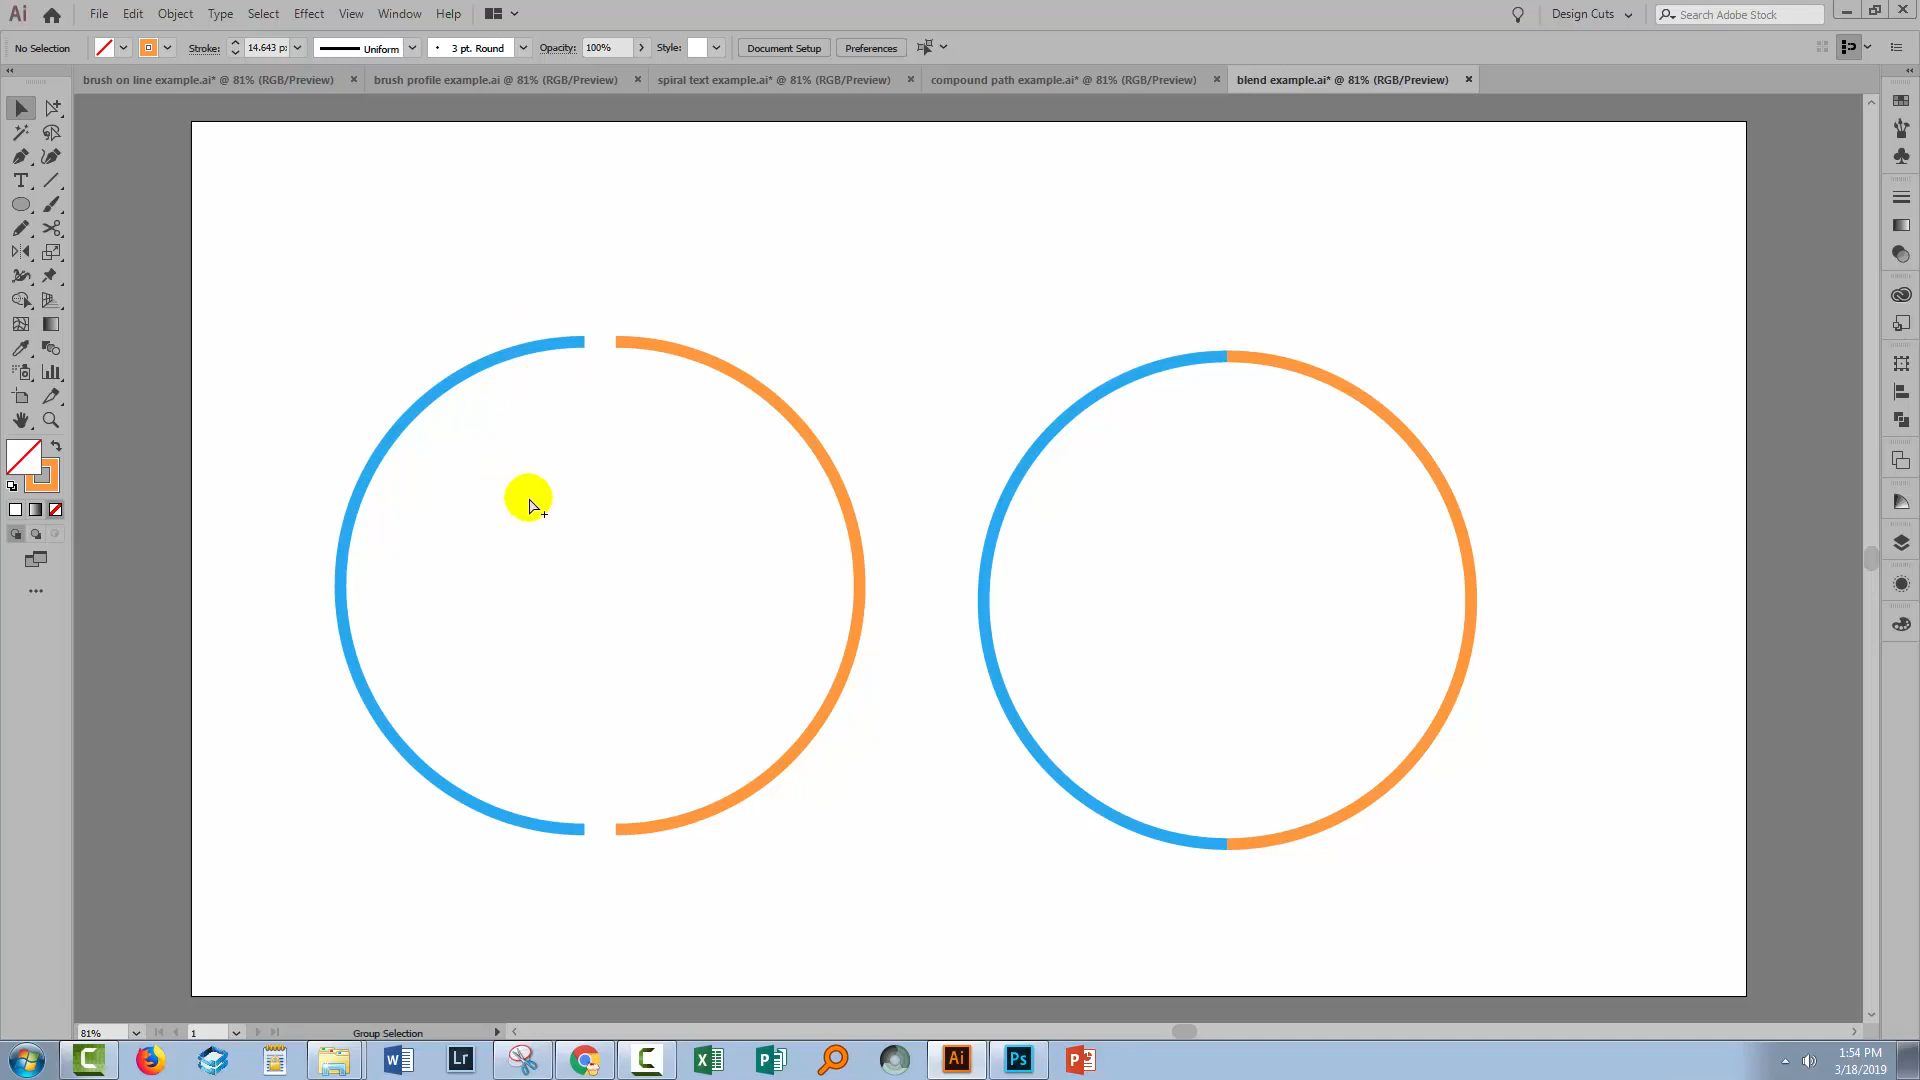 Ai File Edit Object Type Select Effect View Window Help Design Cuts Search Adobe Stock
No Selection Stroke: 14.643 p: Uniform 3 pt. Round Opacity: 100% Style: Document Setup Preferences
brush on line example.ai* @ 81% (RGB/Preview) brush profile example.ai @ 81% (RGB/Preview) spiral text example.ai* @ 81% (RGB/Preview) compound path example.ai* @ 81% (RGB/Preview) blend example.ai* @ 81% (RGB/Preview)
81% 1 Group Selection
W Lr X P Ai Ps P
1:54 PM
3/18/2019